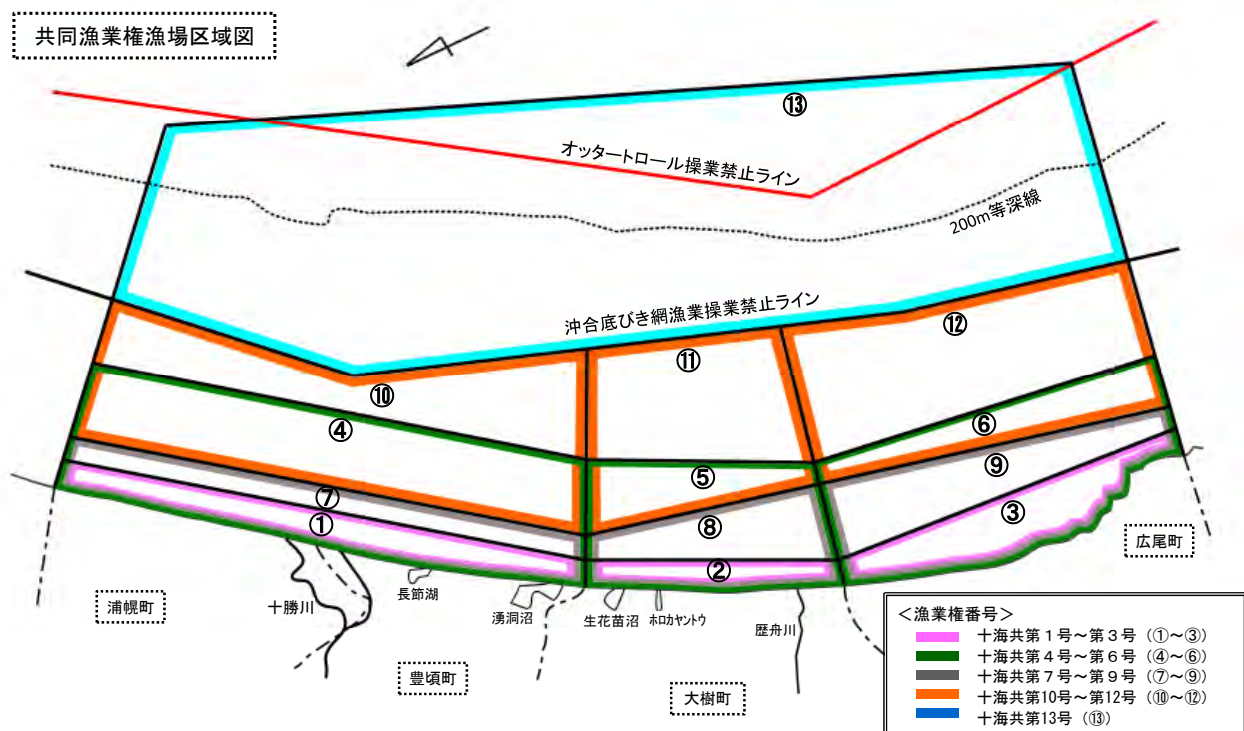 共同漁業権漁場区域図
⑬
オッタートロール操業禁止ライン
200m等深線
沖合底びき網漁業操業禁止ライン
⑫
⑪
⑩
④
⑥
⑤
⑨
⑦
⑧
①
③
②
広尾町
浦幌町
十勝川
長節湖
湧洞沼
生花苗沼
ホロカヤントウ
歴舟川
豊頃町
大樹町
＜漁業権番号＞
十海共第１号～第３号（①～③）
十海共第４号～第６号（④～⑥）
十海共第７号～第９号（⑦～⑨）
十海共第10号～第12号（⑩～⑫）
十海共第13号（⑬）